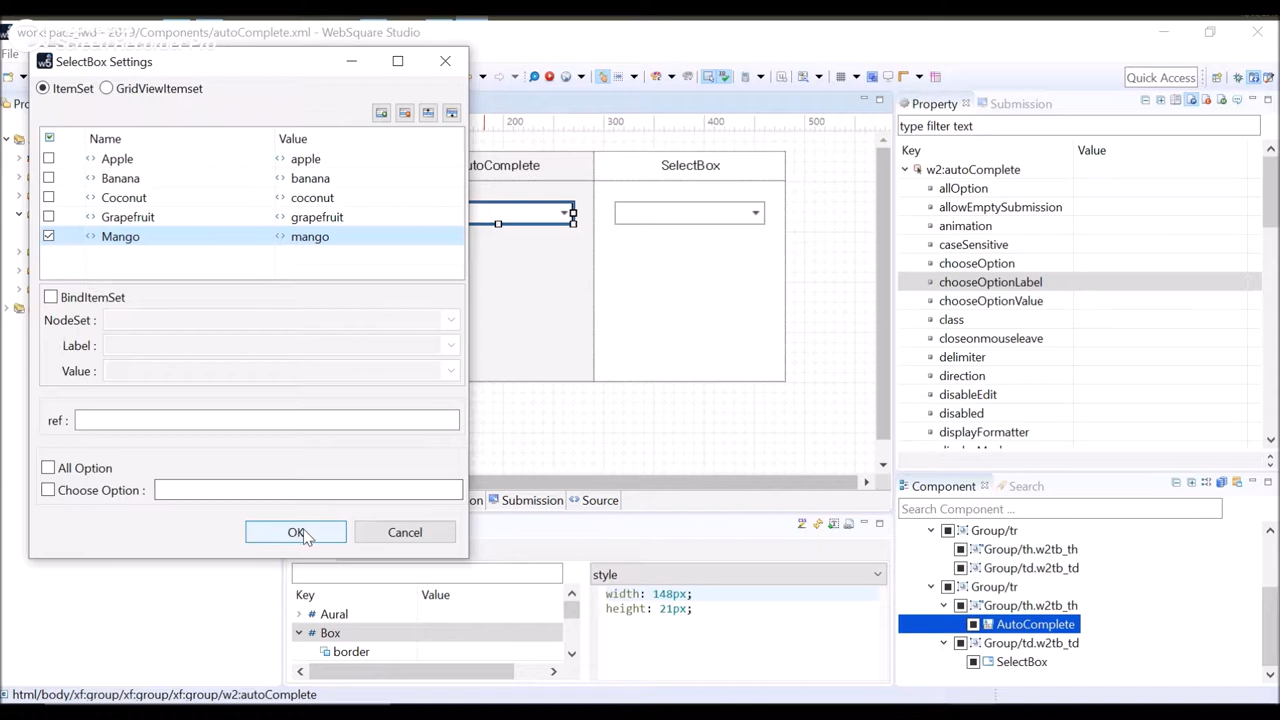 - 2019/Components/autoComplete.xml - WebSquare Studio
File
SelectBox Settings
ItemSet GridViewItemset
Name Value
Apple apple
Banana banana
Coconut coconut
Grapefruit grapefruit
Mango mango
BindItemSet
NodeSet :
Label :
Value :
ref :
All Option
Choose Option :
OK Cancel
Quick Access
200 300 400 500
SelectBox
Submission Source
style
width: 148px;
height: 21px;
Key Value
Aural
Box
border
Property Submission
type filter text
Key Value
w2:autoComplete
allOption
allowEmptySubmission
animation
caseSensitive
chooseOption
chooseOptionLabel
chooseOptionValue
class
closeonmouseleave
delimiter
direction
disableEdit
disabled
displayFormatter
Component Search
Search Component ...
Group/tr
Group/th.w2tb_th
Group/td.w2tb_td
Group/tr
Group/th.w2tb_th
AutoComplete
Group/td.w2tb_td
SelectBox
html/body/xf:group/xf:group/xf:group/w2:autoComplete